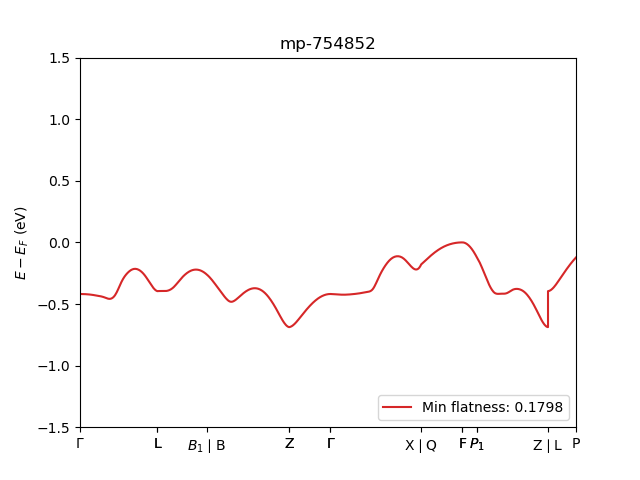 mp-754852
1.5
1.0
0.5
0.0
−0.5
−1.0
−1.5
E − E_F (eV)
Min flatness: 0.1798
Γ L B₁ | B Z Γ X | Q F P₁ Z | L P